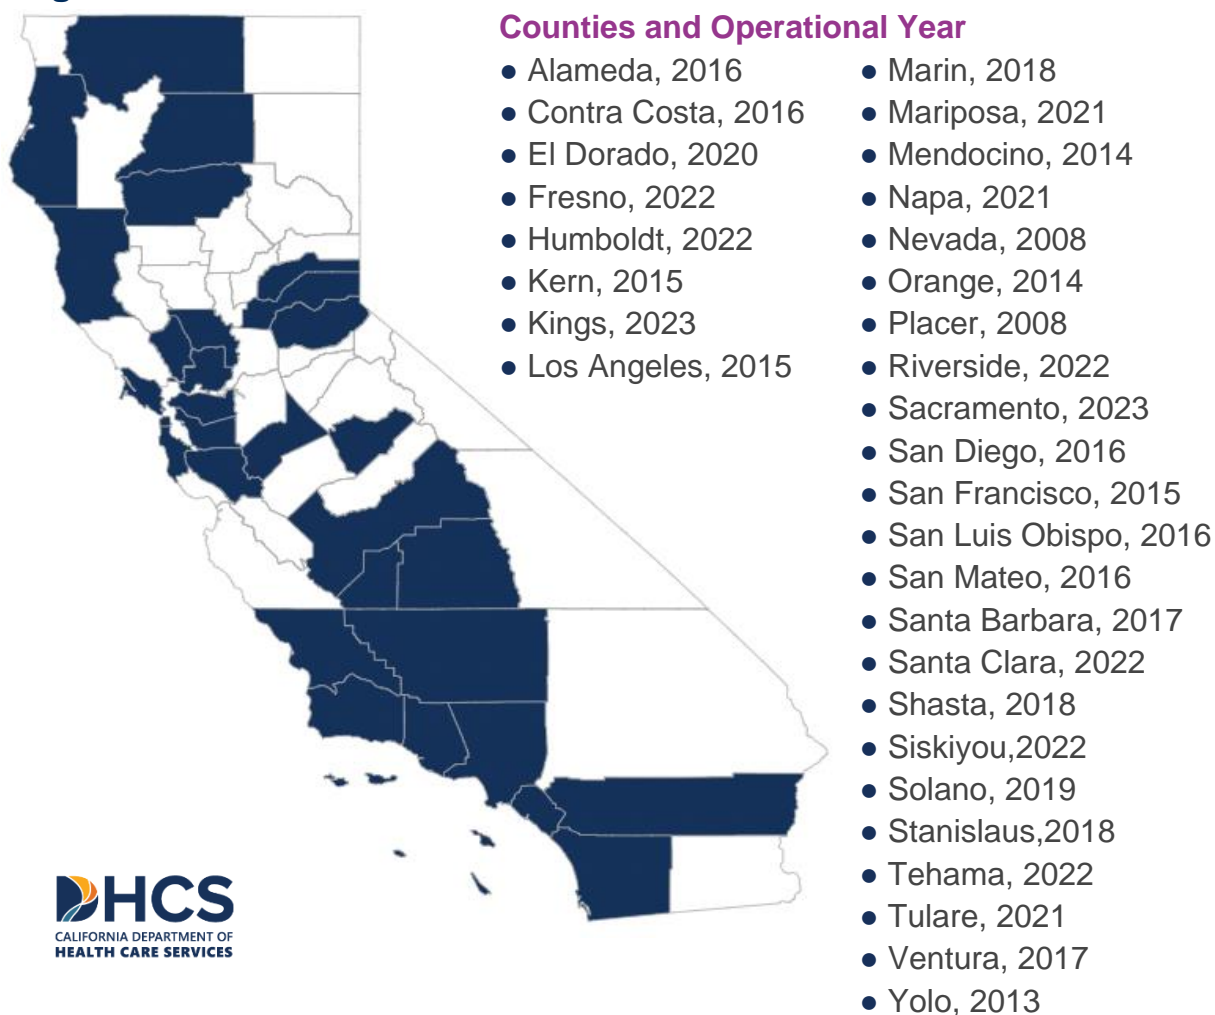 Counties and Operational Year
● Alameda, 2016
● Contra Costa, 2016
● El Dorado, 2020
● Fresno, 2022
● Humboldt, 2022
● Kern, 2015
● Kings, 2023
● Los Angeles, 2015
● Marin, 2018
● Mariposa, 2021
● Mendocino, 2014
● Napa, 2021
● Nevada, 2008
● Orange, 2014
● Placer, 2008
● Riverside, 2022
● Sacramento, 2023
● San Diego, 2016
● San Francisco, 2015
● San Luis Obispo, 2016
● San Mateo, 2016
● Santa Barbara, 2017
● Santa Clara, 2022
● Shasta, 2018
● Siskiyou,2022
● Solano, 2019
● Stanislaus,2018
● Tehama, 2022
● Tulare, 2021
● Ventura, 2017
● Yolo, 2013
DHCS
CALIFORNIA DEPARTMENT OF
HEALTH CARE SERVICES